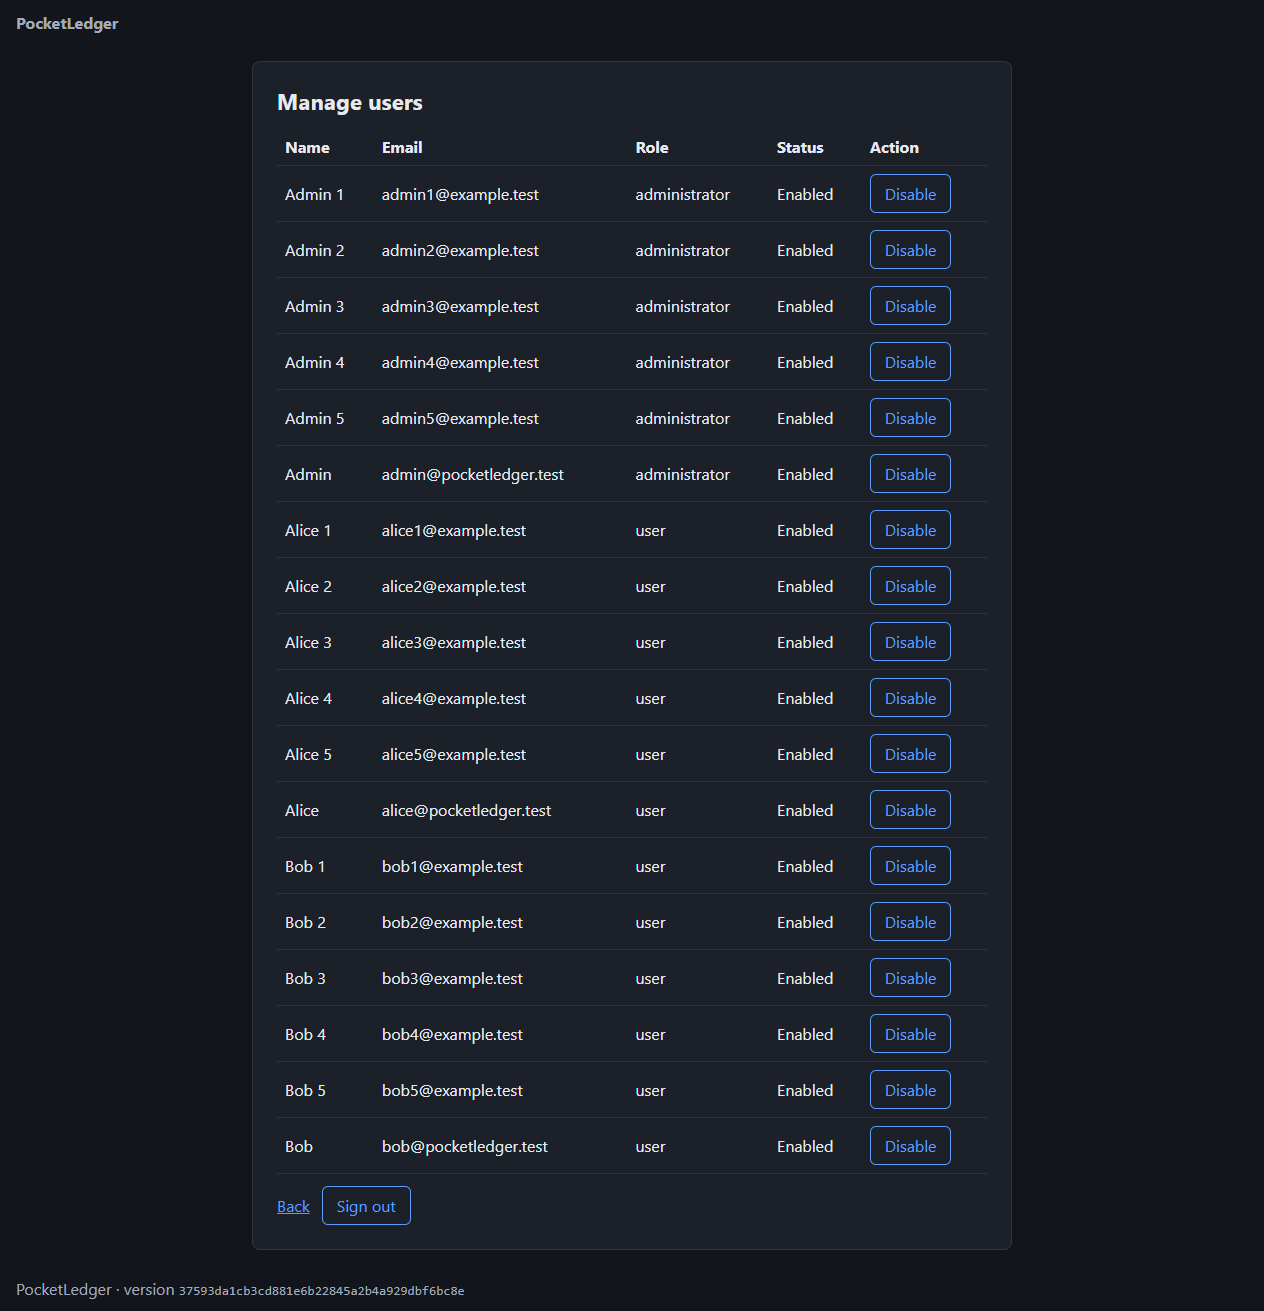 PocketLedger
Manage users
Name Email Role Status Action
Admin 1 admin1@example.test administrator Enabled Disable
Admin 2 admin2@example.test administrator Enabled Disable
Admin 3 admin3@example.test administrator Enabled Disable
Admin 4 admin4@example.test administrator Enabled Disable
Admin 5 admin5@example.test administrator Enabled Disable
Admin admin@pocketledger.test administrator Enabled Disable
Alice 1 alice1@example.test user Enabled Disable
Alice 2 alice2@example.test user Enabled Disable
Alice 3 alice3@example.test user Enabled Disable
Alice 4 alice4@example.test user Enabled Disable
Alice 5 alice5@example.test user Enabled Disable
Alice alice@pocketledger.test user Enabled Disable
Bob 1 bob1@example.test user Enabled Disable
Bob 2 bob2@example.test user Enabled Disable
Bob 3 bob3@example.test user Enabled Disable
Bob 4 bob4@example.test user Enabled Disable
Bob 5 bob5@example.test user Enabled Disable
Bob bob@pocketledger.test user Enabled Disable
Back Sign out
PocketLedger · version 37593da1cb3cd881e6b22845a2b4a929dbf6bc8e